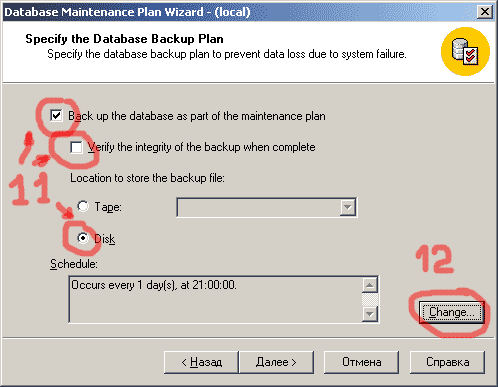 Database Maintenance Plan Wizard - (local)
Specify the Database Backup Plan
Specify the database backup plan to prevent data loss due to system failure.
Back up the database as part of the maintenance plan
Verify the integrity of the backup when complete
11
Location to store the backup file:
Tape:
Disk
12
Schedule:
Occurs every 1 day(s), at 21:00:00.
Change...
< Назад Далее > Отмена Справка